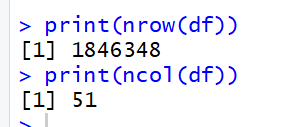 > print(nrow(df))
[1] 1846348
> print(ncol(df))
[1] 51
>